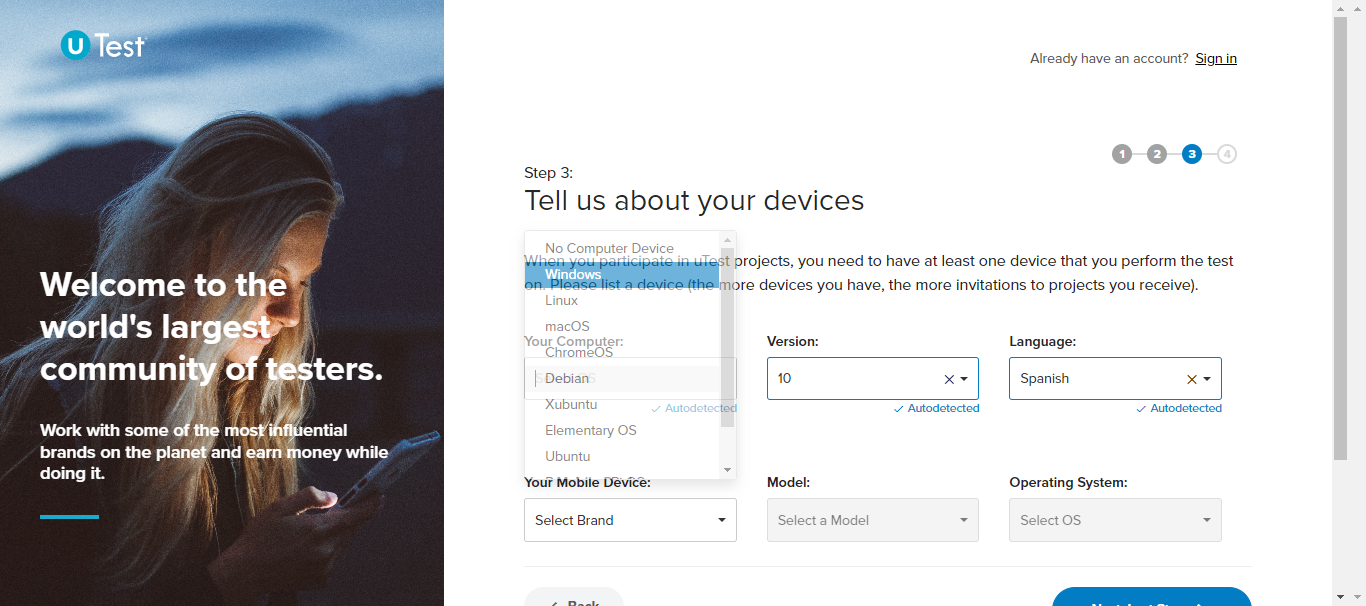 U Test
Already have an account? Sign in
1 2 3 4
Step 3:
Tell us about your devices
No Computer Device
When you participate in uTest projects, you need to have at least one device that you perform the test
Windows
on. Please list a device (the more devices you have, the more invitations to projects you receive).
Linux
macOS
Your Computer: Version: Language:
ChromeOS
Debian
10
Spanish
Xubuntu
Autodetected Autodetected Autodetected
Elementary OS
Ubuntu
Your Mobile Device: Model: Operating System:
Select Brand Select a Model Select OS
Back
Welcome to the
world's largest
community of testers.
Work with some of the most influential
brands on the planet and earn money while
doing it.